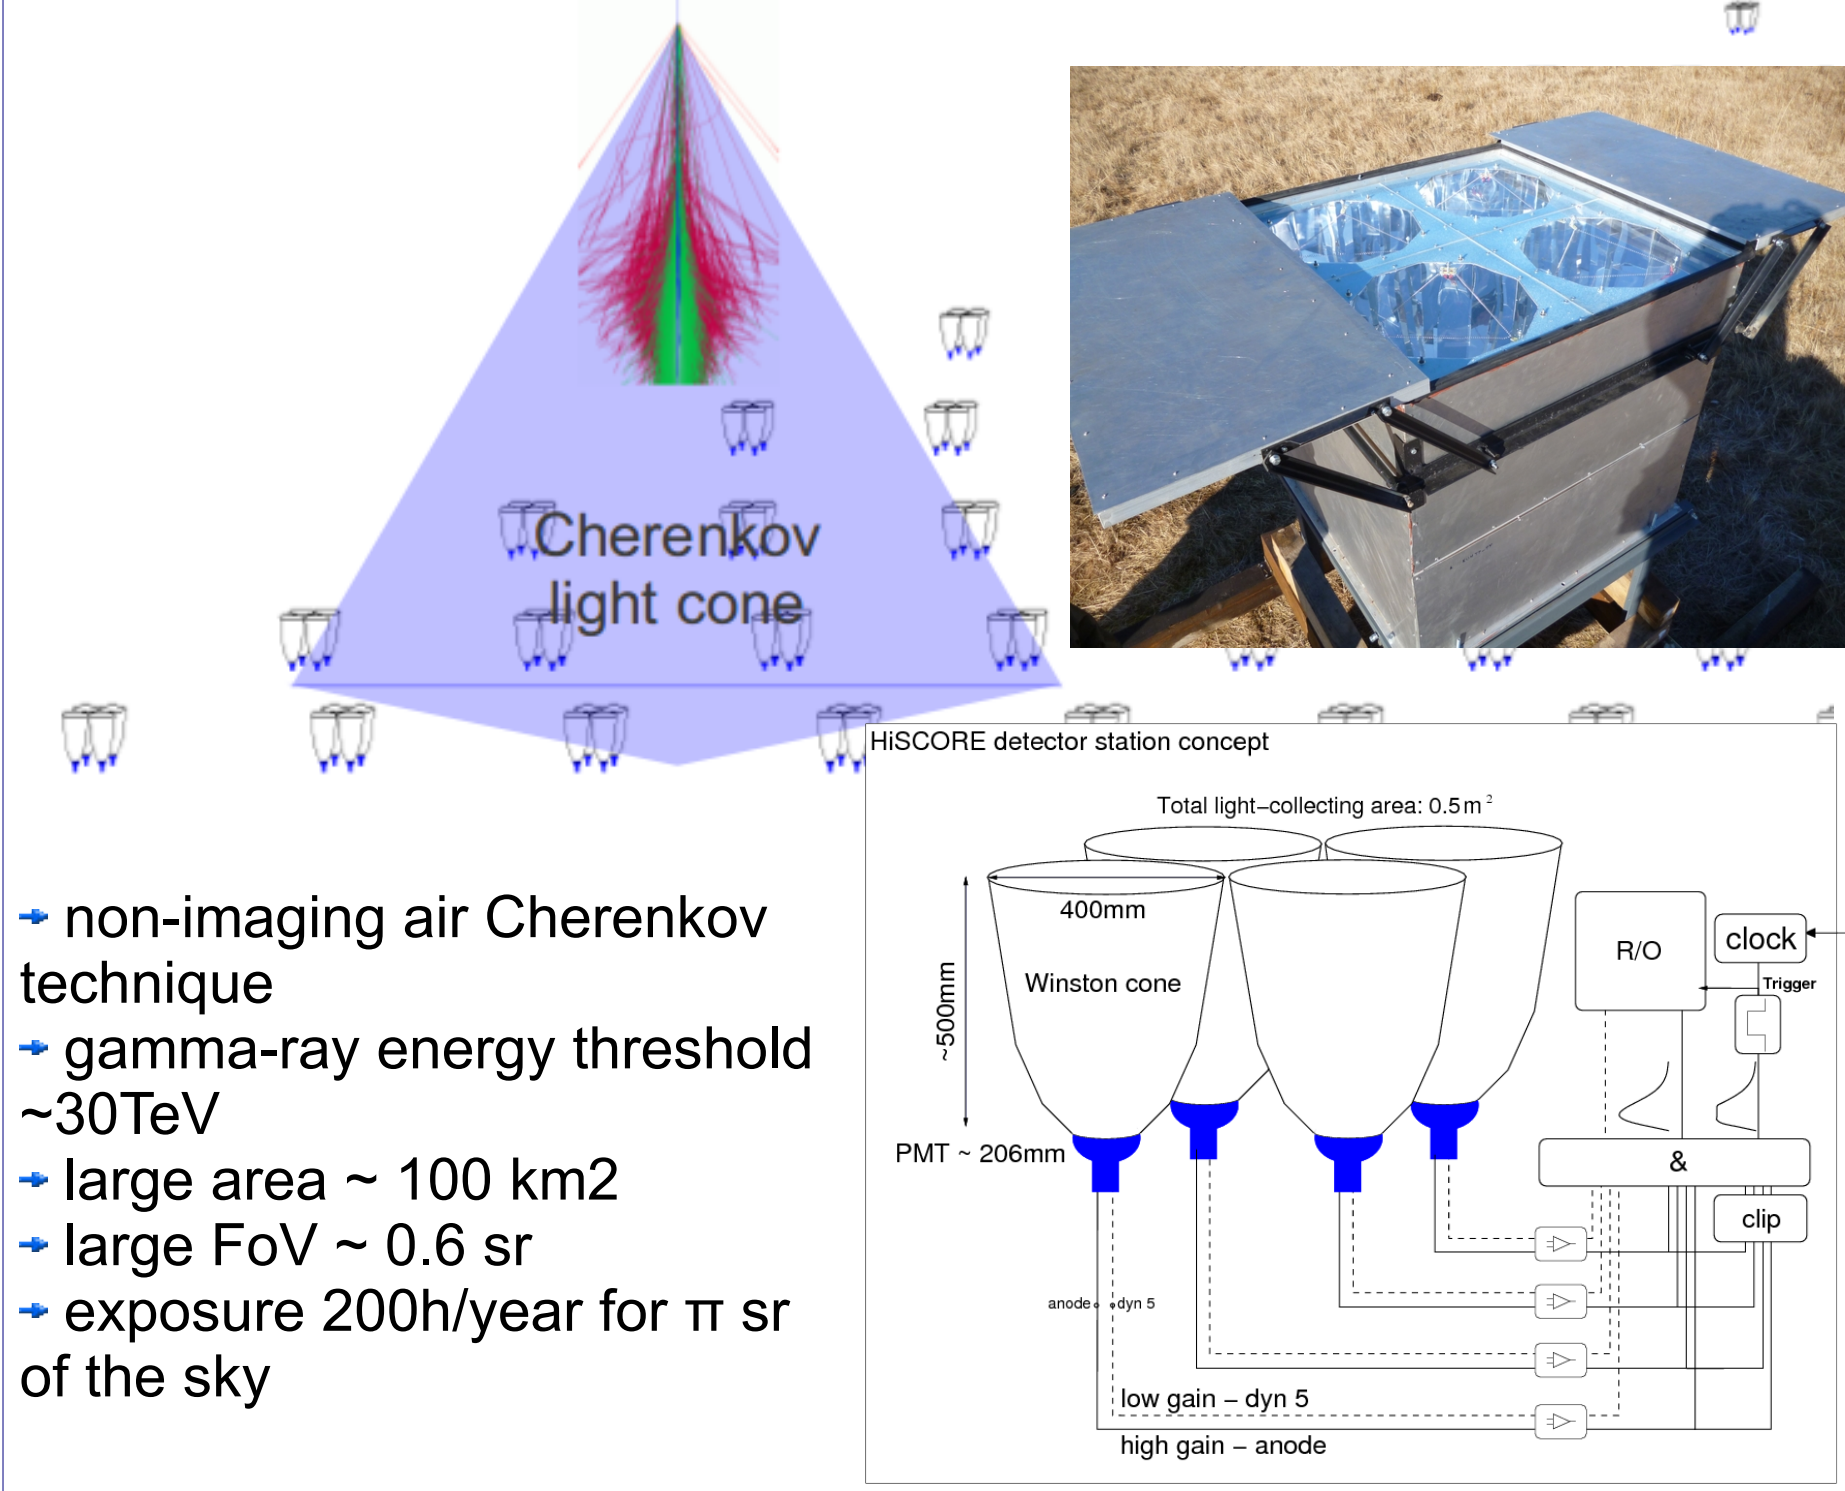 Cherenkov
light cone
non-imaging air Cherenkov
technique
gamma-ray energy threshold
~30TeV
large area ~ 100 km2
large FoV ~ 0.6 sr
exposure 200h/year for π sr
of the sky
HiSCORE detector station concept
Total light–collecting area: 0.5m²
400mm
Winston cone
~500mm
PMT ~ 206mm
R/O
clock
Trigger
&
clip
anode
dyn 5
low gain – dyn 5
high gain – anode